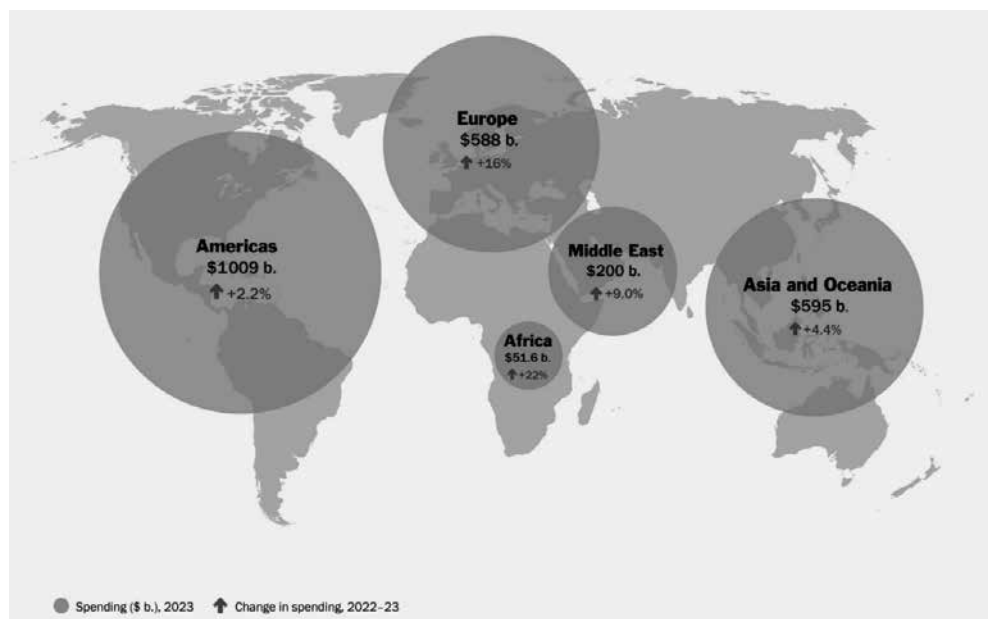 Europe
$588 b.
+16%
Americas
$1009 b.
+2.2%
Middle East
$200 b.
+9.0%
Asia and Oceania
$595 b.
+4.4%
Africa
$51.6 b.
+22%
Spending ($ b.), 2023
Change in spending, 2022–23